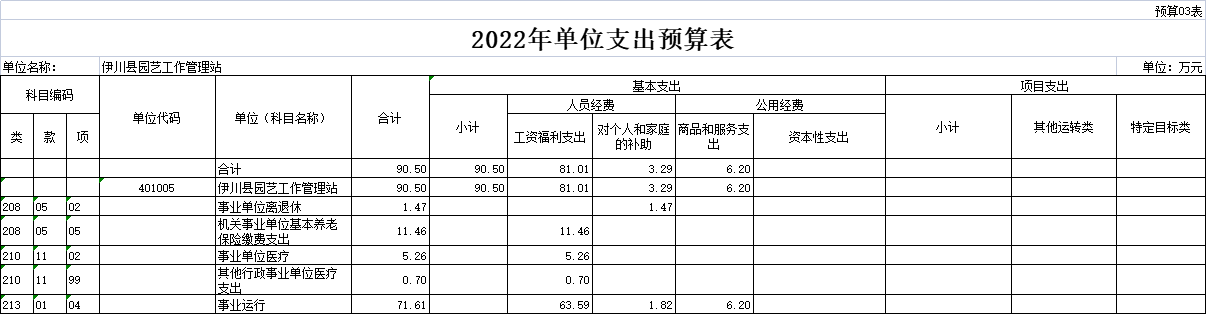 预算03表
2022年单位支出预算表
单位名称： 伊川县园艺工作管理站 单位：万元
科目编码 单位代码 单位（科目名称） 合计 基本支出 项目支出
小计 人员经费 公用经费 小计 其他运转类 特定目标类
类 款 项 工资福利支出 对个人和家庭的补助 商品和服务支出 资本性支出
合计 90.50 90.50 81.01 3.29 6.20
401005 伊川县园艺工作管理站 90.50 90.50 81.01 3.29 6.20
208 05 02 事业单位离退休 1.47 1.47
208 05 05 机关事业单位基本养老
保险缴费支出 11.46 11.46
210 11 02 事业单位医疗 5.26 5.26
210 11 99 其他行政事业单位医疗
支出 0.70 0.70
213 01 04 事业运行 71.61 63.59 1.82 6.20